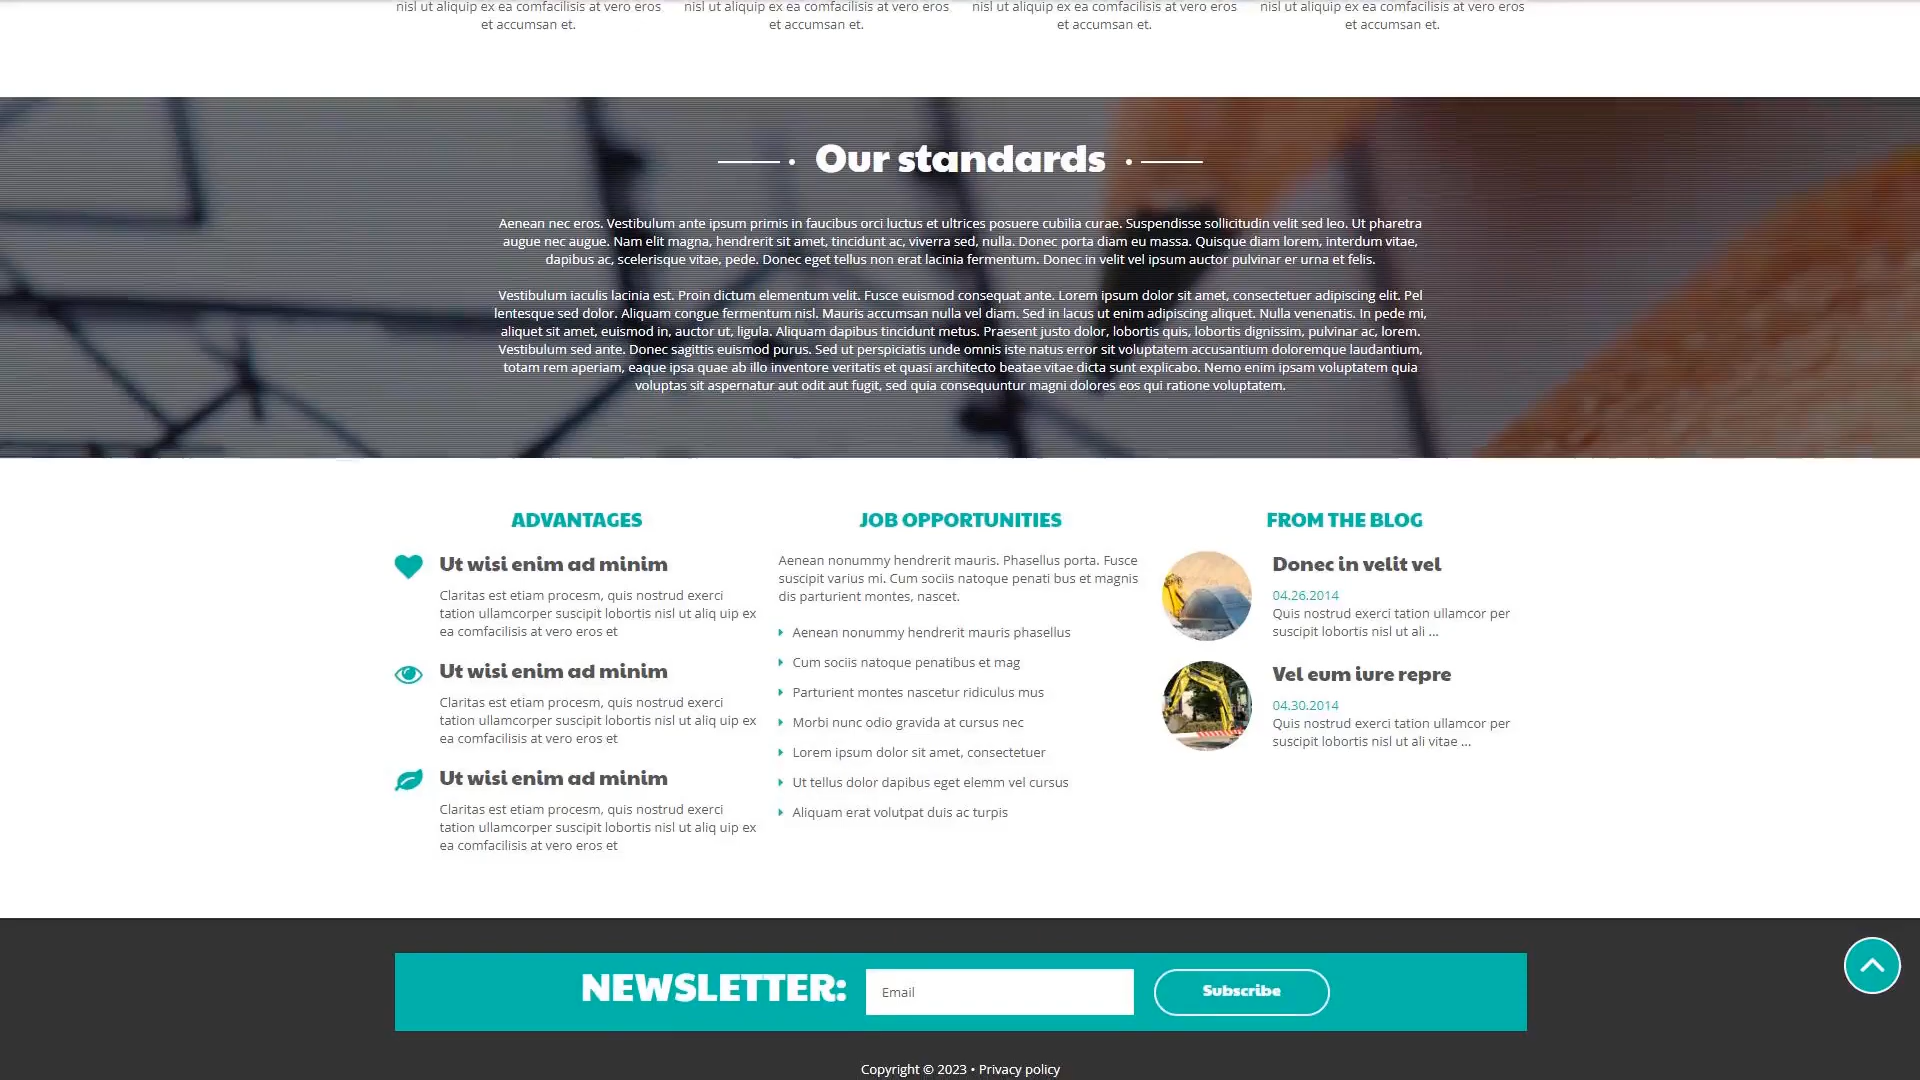 nisl ut aliquip ex ea comfacilisis at vero eros
et accumsan et.
nisl ut aliquip ex ea comfacilisis at vero eros
et accumsan et.
nisl ut aliquip ex ea comfacilisis at vero eros
et accumsan et.
nisl ut aliquip ex ea comfacilisis at vero eros
et accumsan et.
Our standards
Aenean nec eros. Vestibulum ante ipsum primis in faucibus orci luctus et ultrices posuere cubilia curae. Suspendisse sollicitudin velit sed leo. Ut pharetra
augue nec augue. Nam elit magna, hendrerit sit amet, tincidunt ac, viverra sed, nulla. Donec porta diam eu massa. Quisque diam lorem, interdum vitae,
dapibus ac, scelerisque vitae, pede. Donec eget tellus non erat lacinia fermentum. Donec in velit vel ipsum auctor pulvinar er urna et felis.
Vestibulum iaculis lacinia est. Proin dictum elementum velit. Fusce euismod consequat ante. Lorem ipsum dolor sit amet, consectetuer adipiscing elit. Pel
lentesque sed dolor. Aliquam congue fermentum nisl. Mauris accumsan nulla vel diam. Sed in lacus ut enim adipiscing aliquet. Nulla venenatis. In pede mi,
aliquet sit amet, euismod in, auctor ut, ligula. Aliquam dapibus tincidunt metus. Praesent justo dolor, lobortis quis, lobortis dignissim, pulvinar ac, lorem.
Vestibulum sed ante. Donec sagittis euismod purus. Sed ut perspiciatis unde omnis iste natus error sit voluptatem accusantium doloremque laudantium,
totam rem aperiam, eaque ipsa quae ab illo inventore veritatis et quasi architecto beatae vitae dicta sunt explicabo. Nemo enim ipsam voluptatem quia
voluptas sit aspernatur aut odit aut fugit, sed quia consequuntur magni dolores eos qui ratione voluptatem.
ADVANTAGES
Ut wisi enim ad minim
Claritas est etiam procesm, quis nostrud exerci
tation ullamcorper suscipit lobortis nisl ut aliq uip ex
ea comfacilisis at vero eros et
Ut wisi enim ad minim
Claritas est etiam procesm, quis nostrud exerci
tation ullamcorper suscipit lobortis nisl ut aliq uip ex
ea comfacilisis at vero eros et
Ut wisi enim ad minim
Claritas est etiam procesm, quis nostrud exerci
tation ullamcorper suscipit lobortis nisl ut aliq uip ex
ea comfacilisis at vero eros et
JOB OPPORTUNITIES
Aenean nonummy hendrerit mauris. Phasellus porta. Fusce
suscipit varius mi. Cum sociis natoque penati bus et magnis
dis parturient montes, nascet.
Aenean nonummy hendrerit mauris phasellus
Cum sociis natoque penatibus et mag
Parturient montes nascetur ridiculus mus
Morbi nunc odio gravida at cursus nec
Lorem ipsum dolor sit amet, consectetuer
Ut tellus dolor dapibus eget elemm vel cursus
Aliquam erat volutpat duis ac turpis
FROM THE BLOG
Donec in velit vel
04.26.2014
Quis nostrud exerci tation ullamcor per
suscipit lobortis nisl ut ali ...
Vel eum iure repre
04.30.2014
Quis nostrud exerci tation ullamcor per
suscipit lobortis nisl ut ali vitae ...
NEWSLETTER:
Email
Subscribe
Copyright © 2023 • Privacy policy